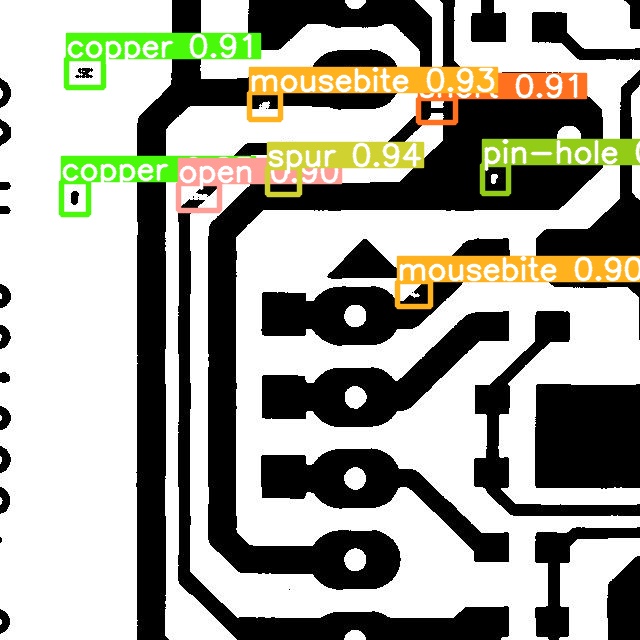 copper 0.91
mousebite 0.93
0.91
copper
open 0.90
spur 0.94
pin-hole
mousebite 0.90